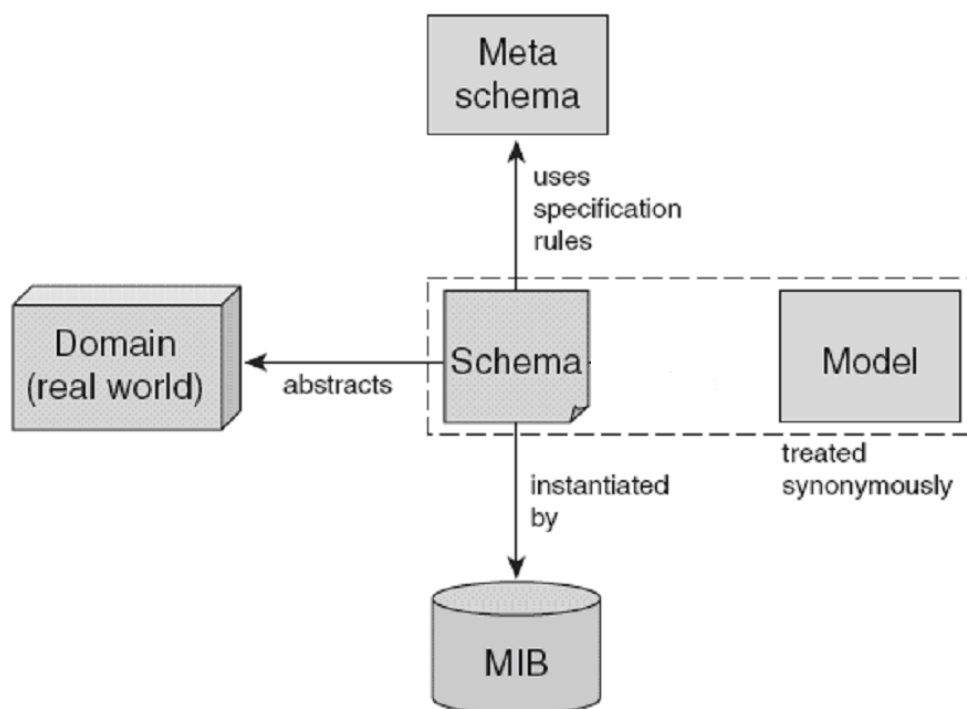 Meta
schema
uses
specification
rules
Domain
(real world)
abstracts
Schema
Model
treated
synonymously
instantiated
by
MIB